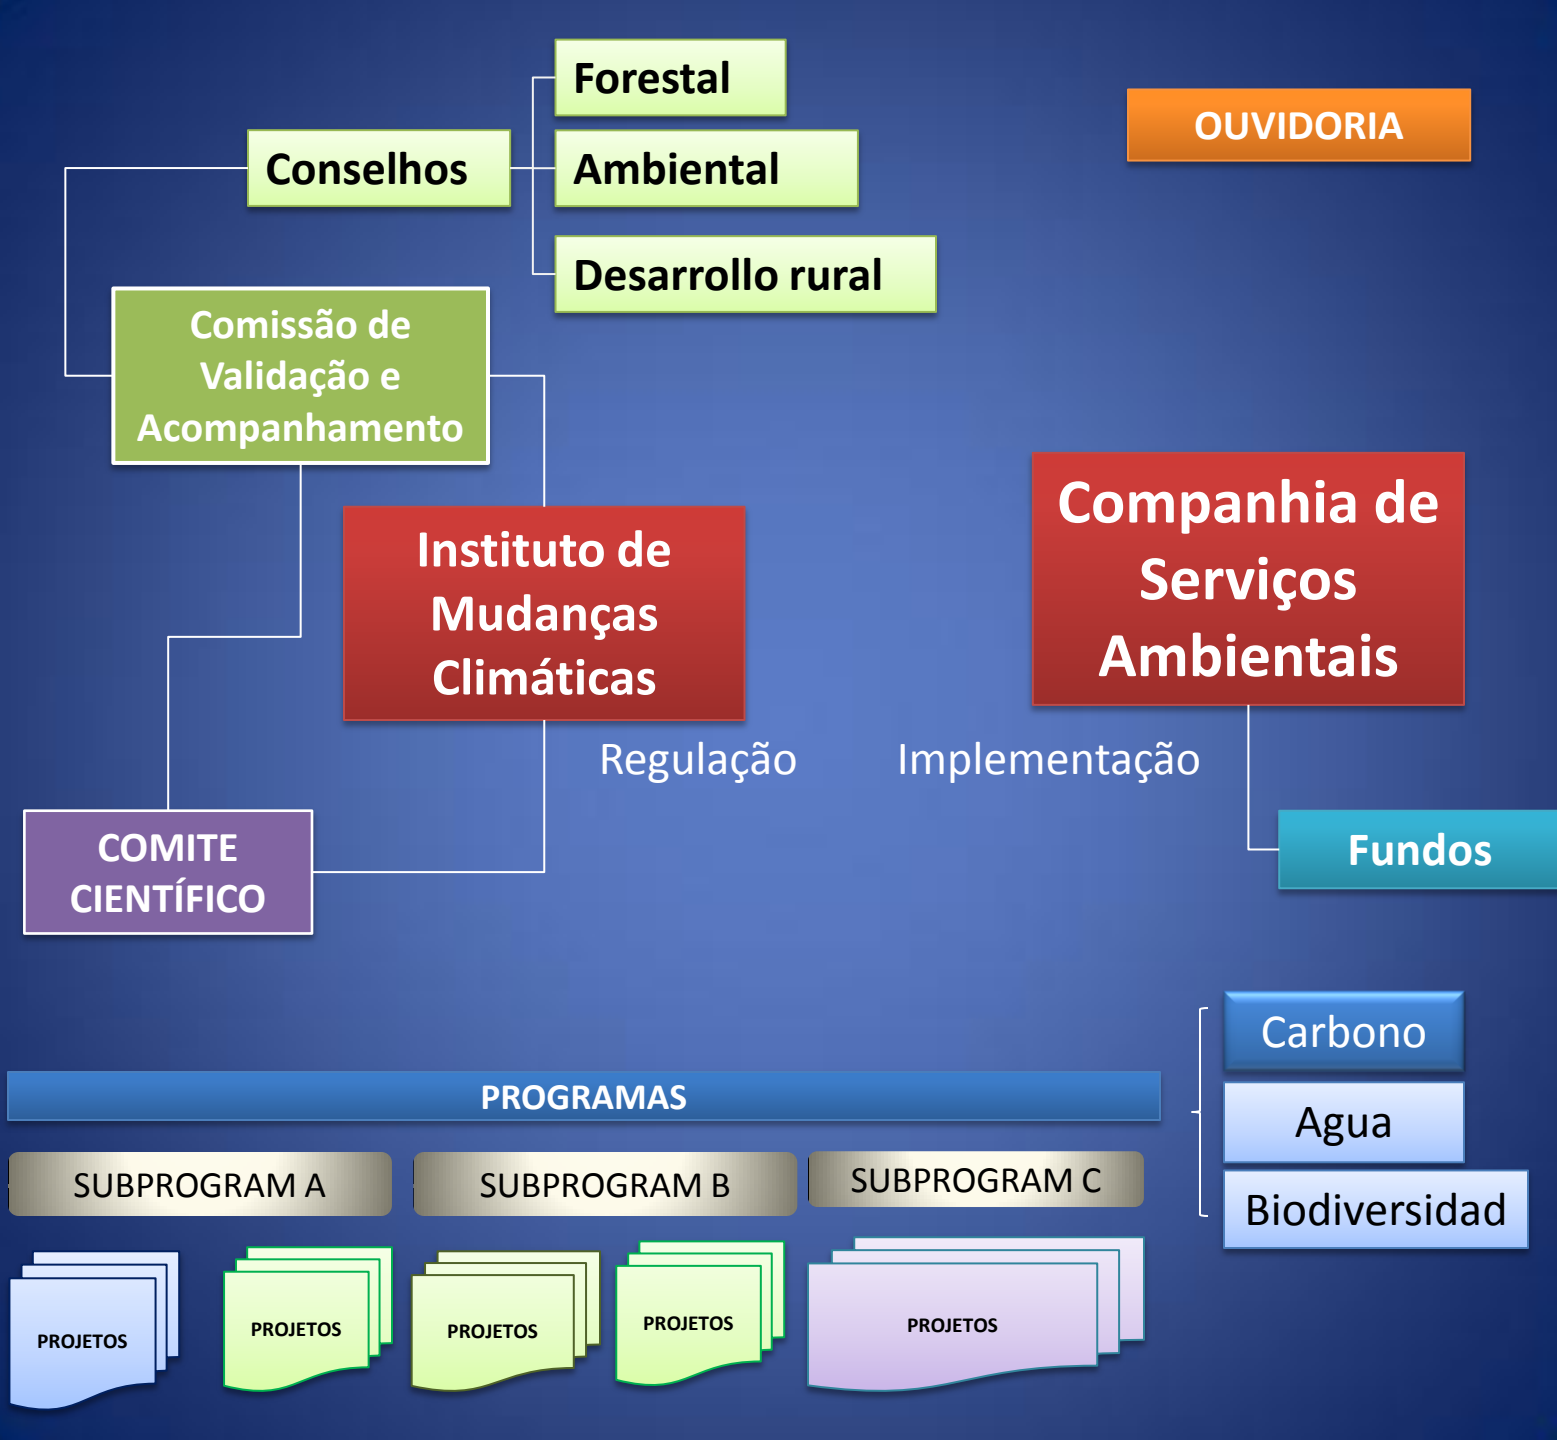 Forestal
OUVIDORIA
Conselhos
Ambiental
Desarrollo rural
Comissão de
Validação e
Acompanhamento
Companhia de
Serviços
Ambientais
Instituto de
Mudanças
Climáticas
Regulação
Implementação
COMITE
CIENTÍFICO
Fundos
Carbono
PROGRAMAS
Agua
SUBPROGRAM A
SUBPROGRAM B
SUBPROGRAM C
Biodiversidad
PROJETOS
PROJETOS
PROJETOS
PROJETOS
PROJETOS